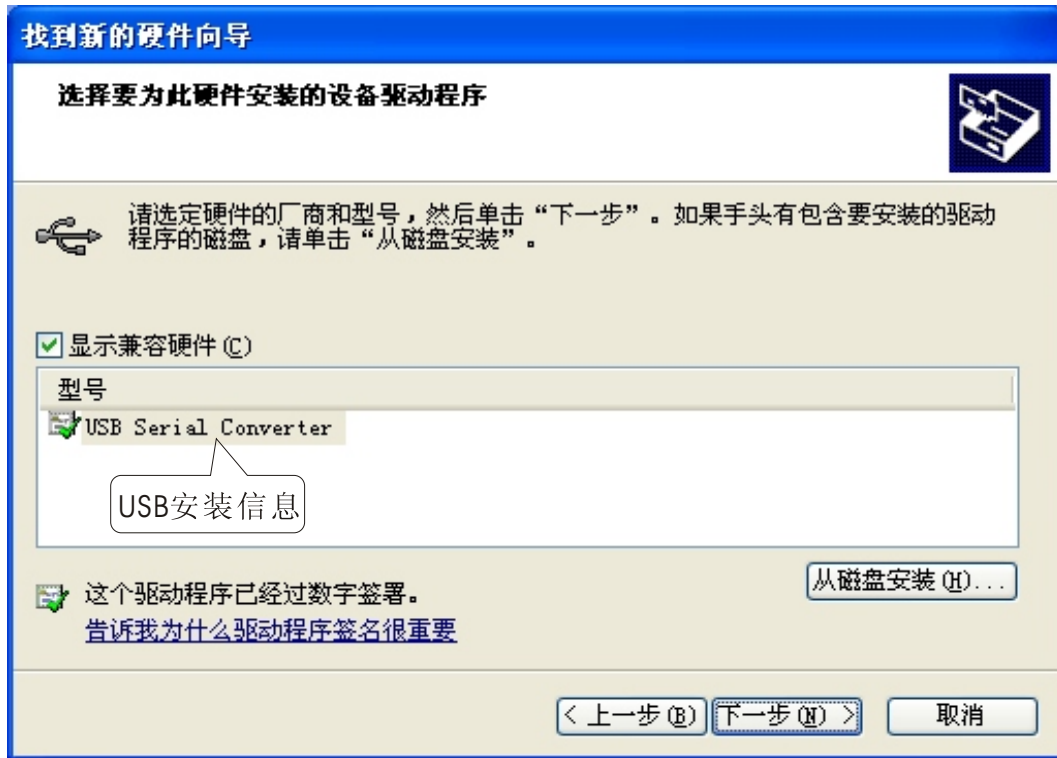 找到新的硬件向导
选择要为此硬件安装的设备驱动程序
请选定硬件的厂商和型号，然后单击“下一步”。如果手头有包含要安装的驱动
程序的磁盘，请单击“从磁盘安装”。
显示兼容硬件(C)
型号
USB Serial Converter
USB安装信息
这个驱动程序已经过数字签署。
从磁盘安装(H)...
告诉我为什么驱动程序签名很重要
< 上一步(B) 下一步(N) > 取消